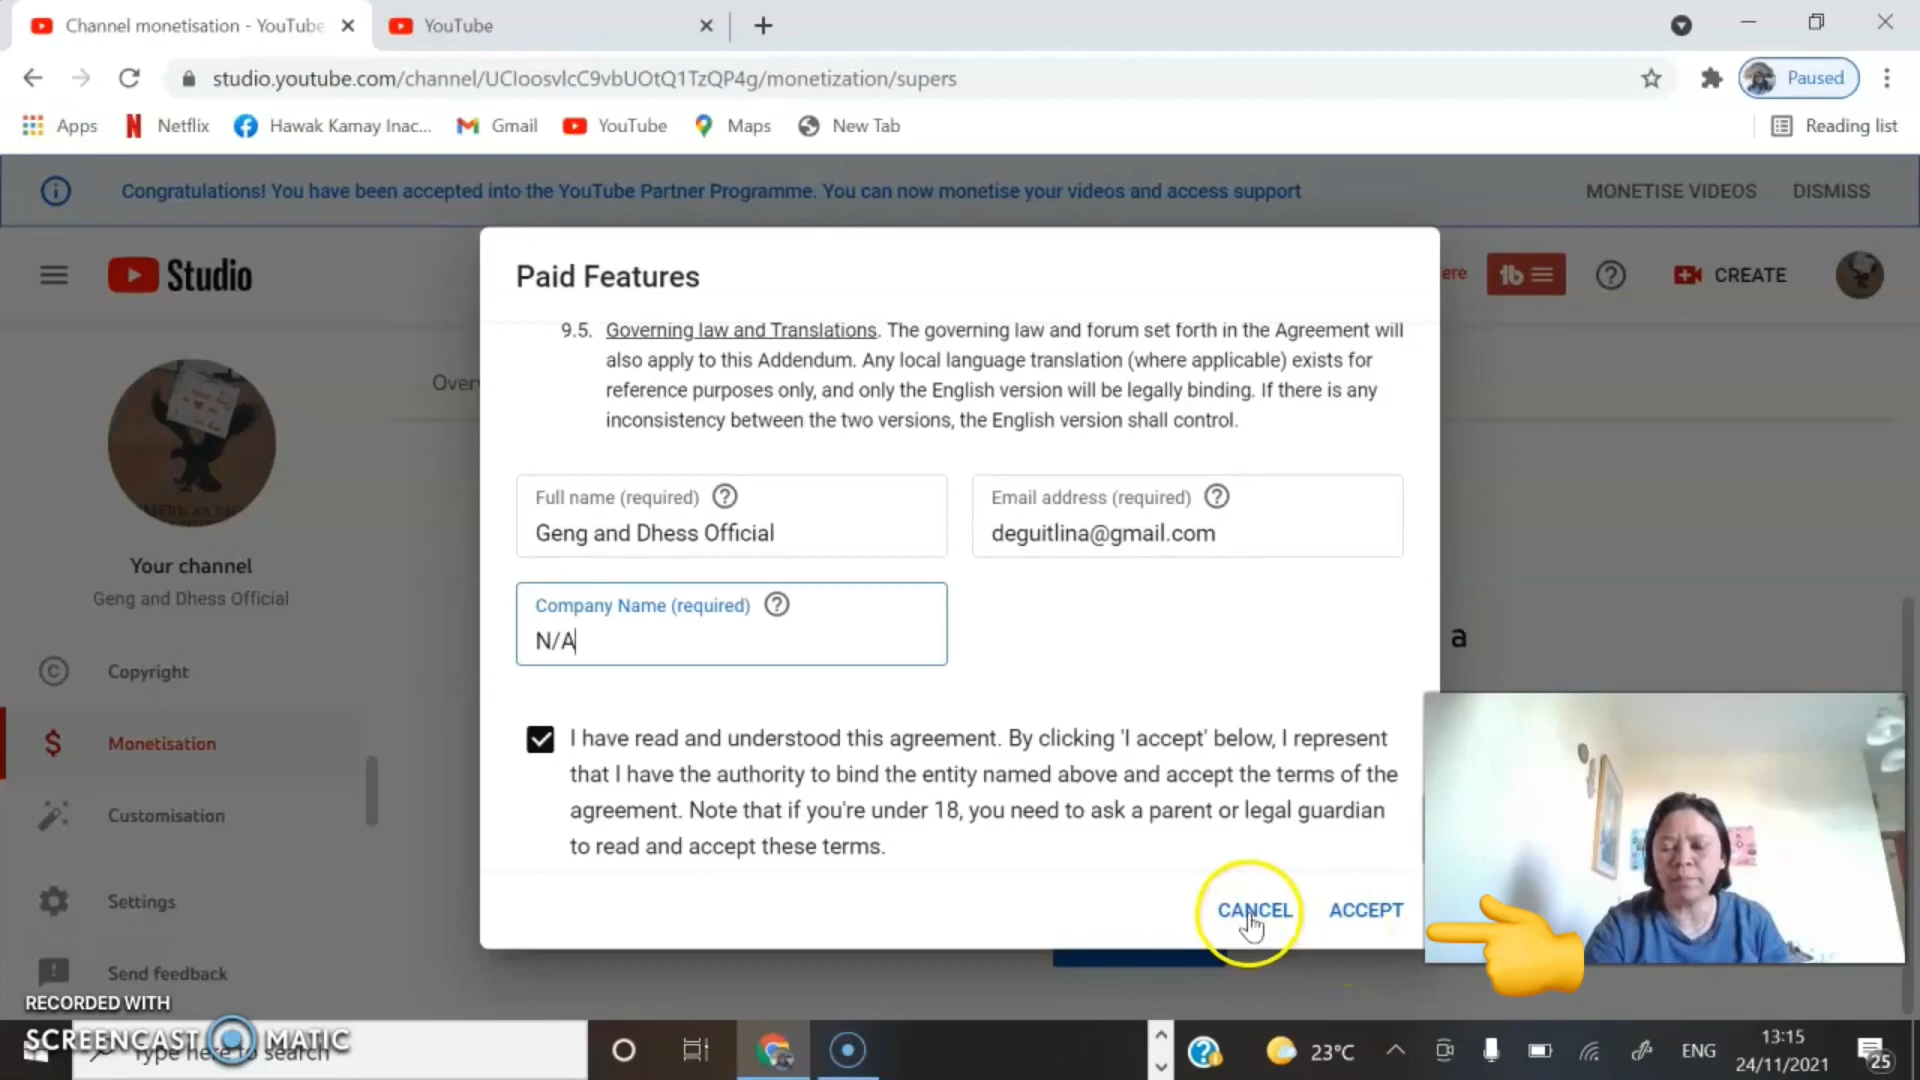 Channel monetisation - YouTube
YouTube
studio.youtube.com/channel/UCIoosvlcC9vbUOtQ1TzQP4g/monetization/supers
Paused
Apps
Netflix
Hawak Kamay Inac...
Gmail
YouTube
Maps
New Tab
Reading list
Congratulations! You have been accepted into the YouTube Partner Programme. You can now monetise your videos and access support
MONETISE VIDEOS
DISMISS
Studio
ere
tb
CREATE
Paid Features
Over
9.5. Governing law and Translations. The governing law and forum set forth in the Agreement will
also apply to this Addendum. Any local language translation (where applicable) exists for
reference purposes only, and only the English version will be legally binding. If there is any
inconsistency between the two versions, the English version shall control.
Full name (required)
Geng and Dhess Official
Email address (required)
deguitlina@gmail.com
Company Name (required)
N/A
Your channel
Geng and Dhess Official
a
Copyright
Monetisation
Customisation
Settings
Send feedback
I have read and understood this agreement. By clicking 'I accept' below, I represent
that I have the authority to bind the entity named above and accept the terms of the
agreement. Note that if you're under 18, you need to ask a parent or legal guardian
to read and accept these terms.
CANCEL
ACCEPT
RECORDED WITH
SCREENCAST MATIC
Type here to search
23°C
ENG
13:15
24/11/2021
25